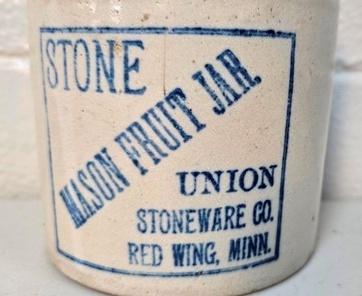 STONE
MASON FRUIT JAR.
UNION
STONEWARE CO.
RED WING, MINN.